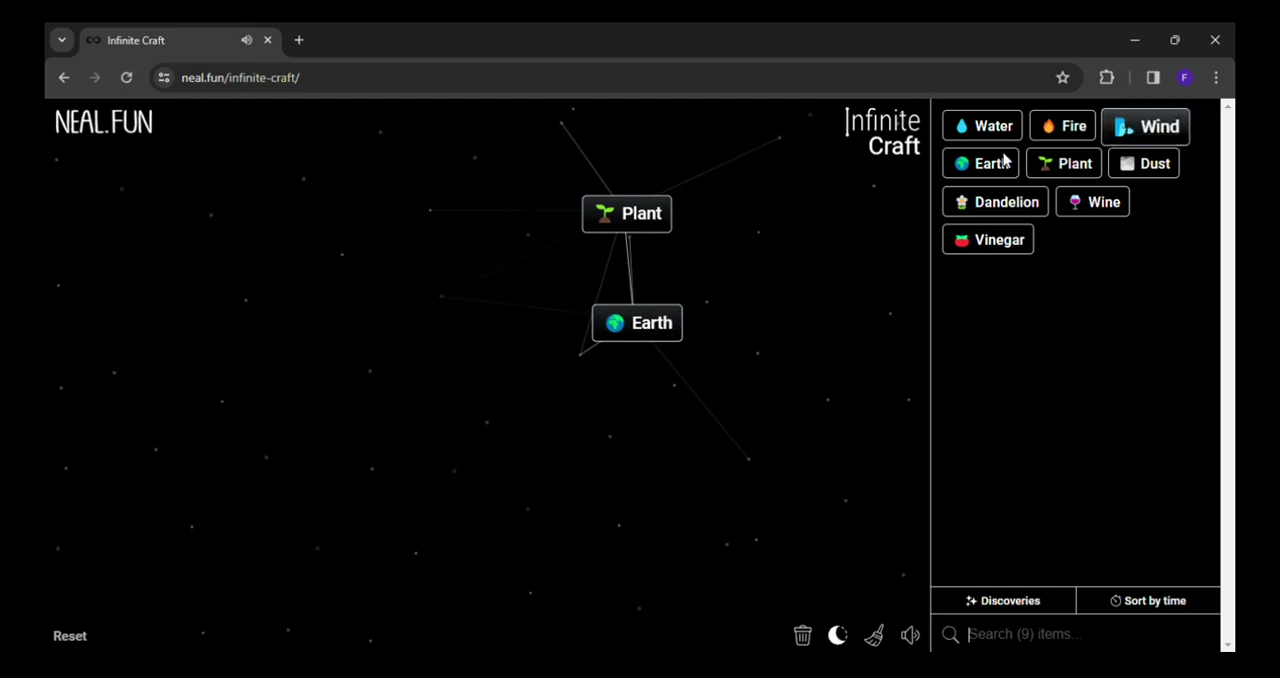 Infinite Craft
neal.fun/infinite-craft/
F
NEAL.FUN
Infinite
Craft
Water
Fire
Wind
Earth
Plant
Dust
Dandelion
Wine
Vinegar
Plant
Earth
Discoveries
Sort by time
Reset
Search (9) items...